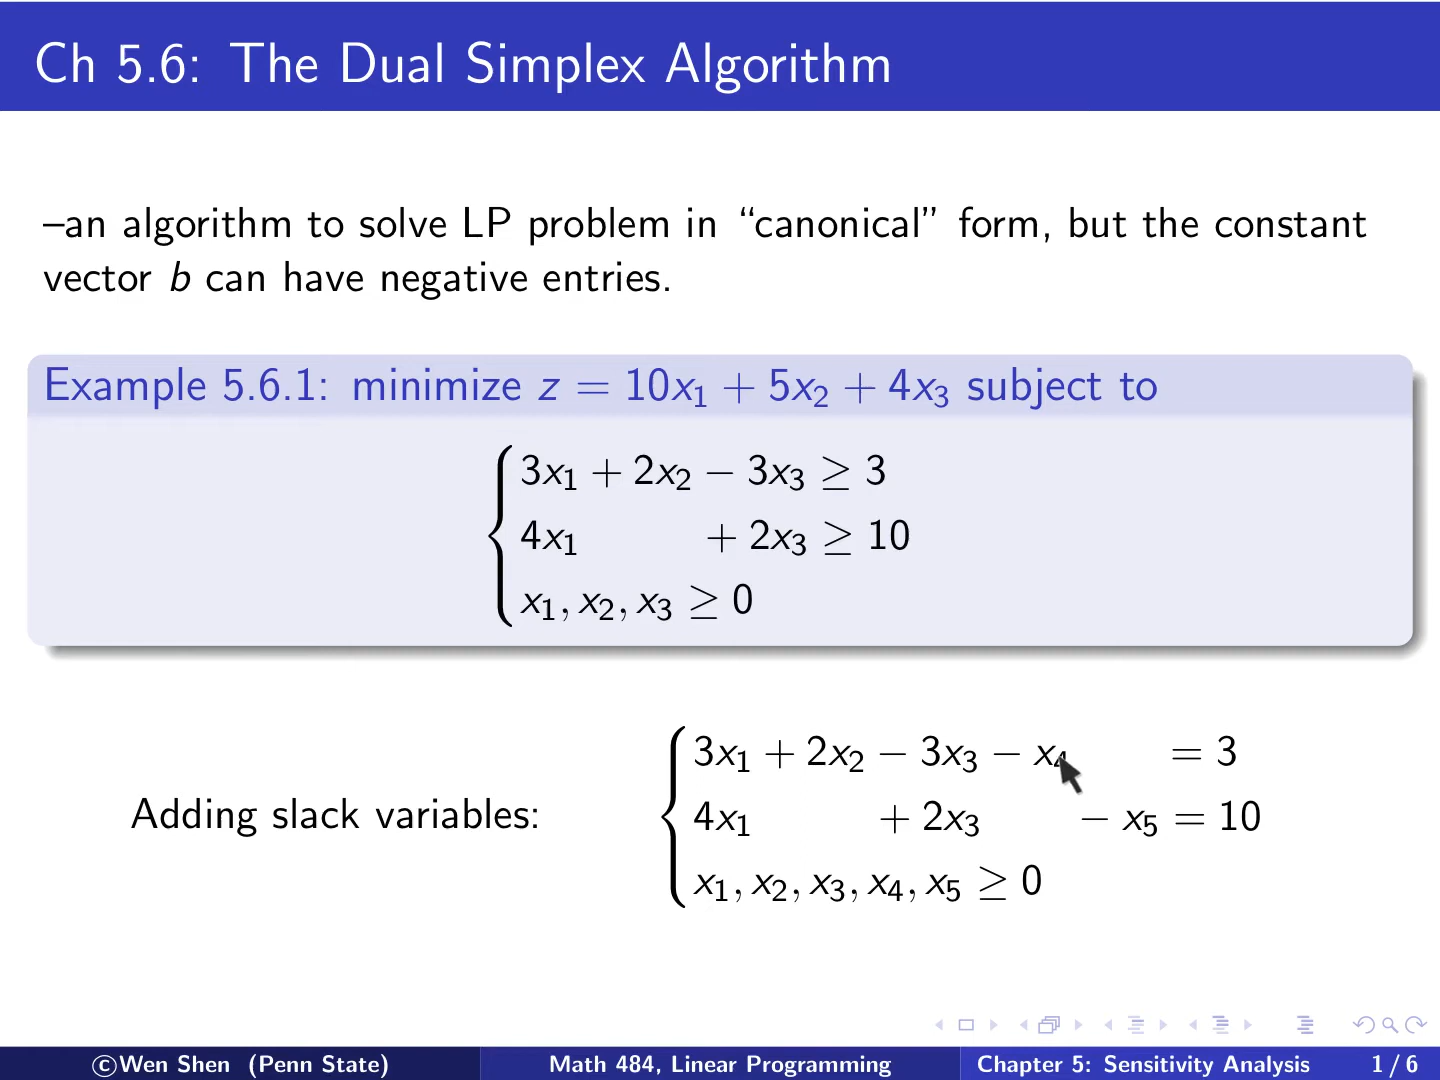 Ch 5.6: The Dual Simplex Algorithm
–an algorithm to solve LP problem in “canonical” form, but the constant
vector b can have negative entries.
Example 5.6.1: minimize z = 10x₁ + 5x₂ + 4x₃ subject to
3x₁ + 2x₂ − 3x₃ ≥ 3
4x₁ + 2x₃ ≥ 10
x₁, x₂, x₃ ≥ 0
Adding slack variables:
3x₁ + 2x₂ − 3x₃ − x₄ = 3
4x₁ + 2x₃ − x₅ = 10
x₁, x₂, x₃, x₄, x₅ ≥ 0
©Wen Shen (Penn State) Math 484, Linear Programming Chapter 5: Sensitivity Analysis 1 / 6